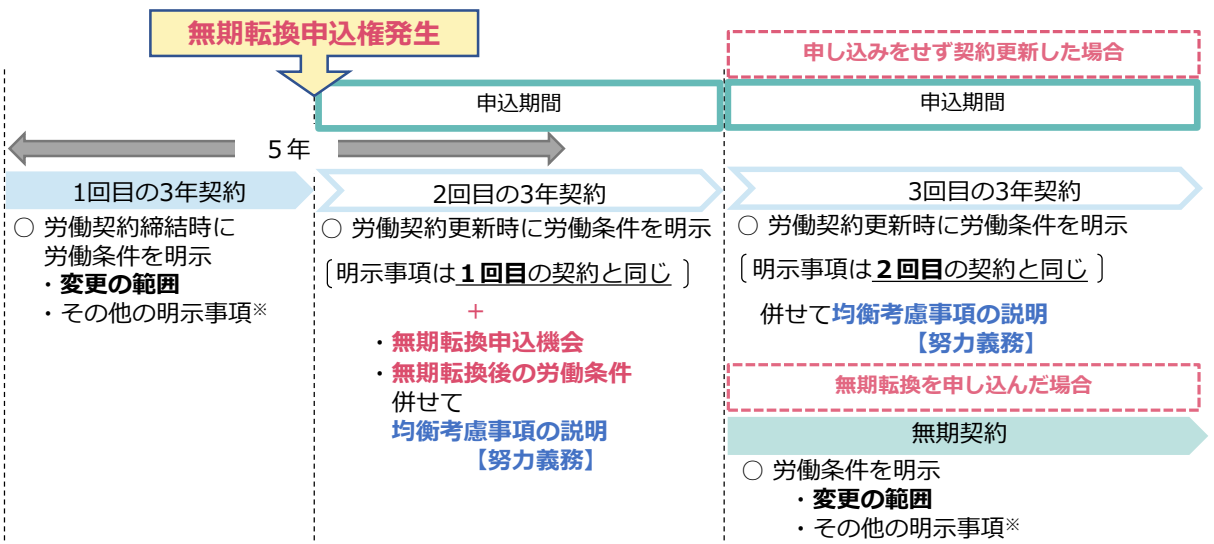 無期転換申込権発生
申し込みをせず契約更新した場合
申込期間
申込期間
５年
1回目の3年契約
○ 労働契約締結時に
労働条件を明示
・変更の範囲
・その他の明示事項※
2回目の3年契約
○ 労働契約更新時に労働条件を明示
〔明示事項は１回目の契約と同じ〕
＋
・無期転換申込機会
・無期転換後の労働条件
併せて
均衡考慮事項の説明
【努力義務】
3回目の3年契約
○ 労働契約更新時に労働条件を明示
〔明示事項は２回目の契約と同じ〕
併せて均衡考慮事項の説明
【努力義務】
無期転換を申し込んだ場合
無期契約
○ 労働条件を明示
・変更の範囲
・その他の明示事項※